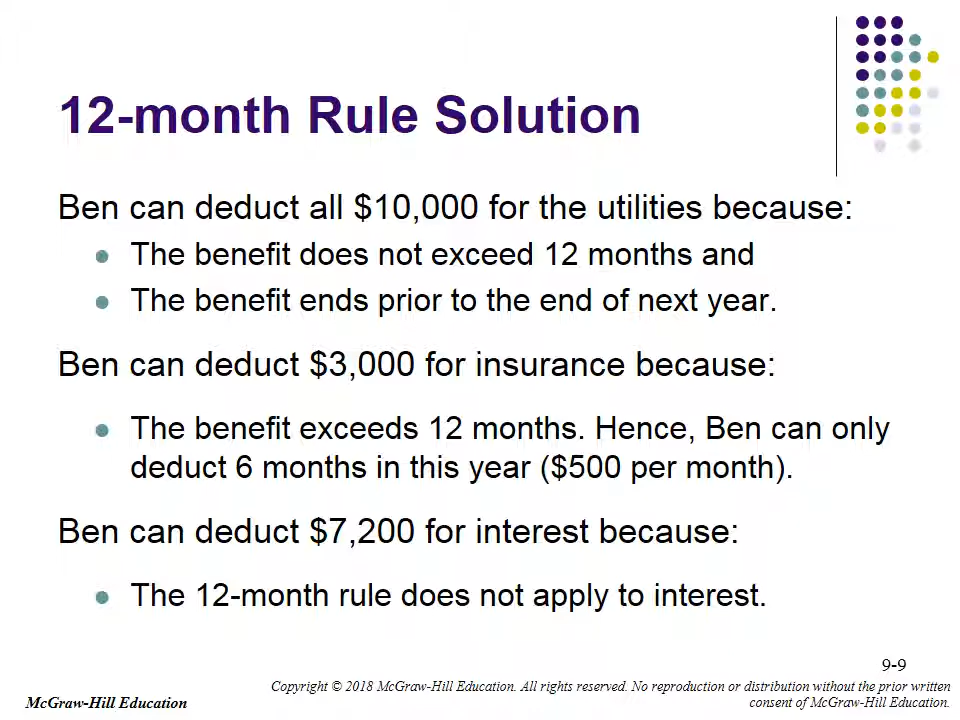 12-month Rule Solution
Ben can deduct all $10,000 for the utilities because:
The benefit does not exceed 12 months and
The benefit ends prior to the end of next year.
Ben can deduct $3,000 for insurance because:
The benefit exceeds 12 months. Hence, Ben can only
deduct 6 months in this year ($500 per month).
Ben can deduct $7,200 for interest because:
The 12-month rule does not apply to interest.
9-9
Copyright © 2018 McGraw-Hill Education. All rights reserved. No reproduction or distribution without the prior written
consent of McGraw-Hill Education.
McGraw-Hill Education